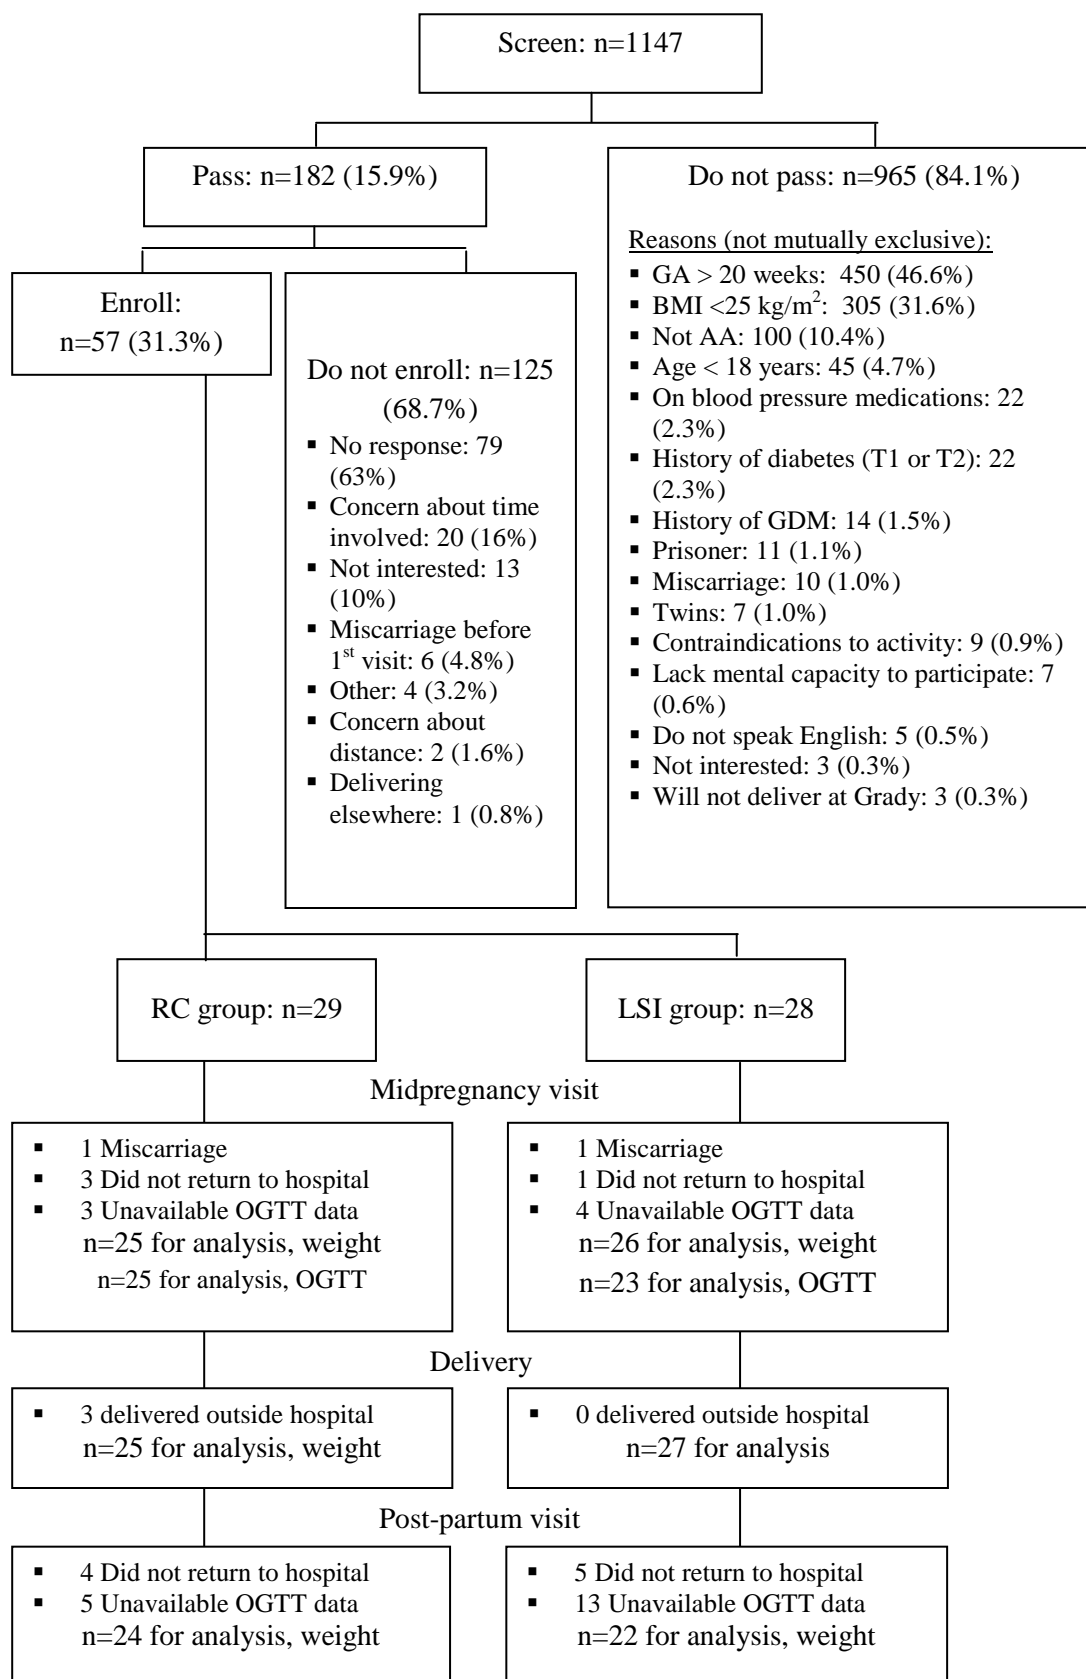 Screen: n=1147
Pass: n=182 (15.9%)
Do not pass: n=965 (84.1%)
Reasons (not mutually exclusive):
▪ GA > 20 weeks: 450 (46.6%)
▪ BMI <25 kg/m²: 305 (31.6%)
▪ Not AA: 100 (10.4%)
▪ Age < 18 years: 45 (4.7%)
▪ On blood pressure medications: 22
(2.3%)
▪ History of diabetes (T1 or T2): 22
(2.3%)
▪ History of GDM: 14 (1.5%)
▪ Prisoner: 11 (1.1%)
▪ Miscarriage: 10 (1.0%)
▪ Twins: 7 (1.0%)
▪ Contraindications to activity: 9 (0.9%)
▪ Lack mental capacity to participate: 7
(0.6%)
▪ Do not speak English: 5 (0.5%)
▪ Not interested: 3 (0.3%)
▪ Will not deliver at Grady: 3 (0.3%)
Enroll:
n=57 (31.3%)
Do not enroll: n=125
(68.7%)
▪ No response: 79
(63%)
▪ Concern about time
involved: 20 (16%)
▪ Not interested: 13
(10%)
▪ Miscarriage before
1st visit: 6 (4.8%)
▪ Other: 4 (3.2%)
▪ Concern about
distance: 2 (1.6%)
▪ Delivering
elsewhere: 1 (0.8%)
RC group: n=29
LSI group: n=28
Midpregnancy visit
▪ 1 Miscarriage
▪ 3 Did not return to hospital
▪ 3 Unavailable OGTT data
n=25 for analysis, weight
n=25 for analysis, OGTT
▪ 1 Miscarriage
▪ 1 Did not return to hospital
▪ 4 Unavailable OGTT data
n=26 for analysis, weight
n=23 for analysis, OGTT
Delivery
▪ 3 delivered outside hospital
n=25 for analysis, weight
▪ 0 delivered outside hospital
n=27 for analysis
Post-partum visit
▪ 4 Did not return to hospital
▪ 5 Unavailable OGTT data
n=24 for analysis, weight
▪ 5 Did not return to hospital
▪ 13 Unavailable OGTT data
n=22 for analysis, weight